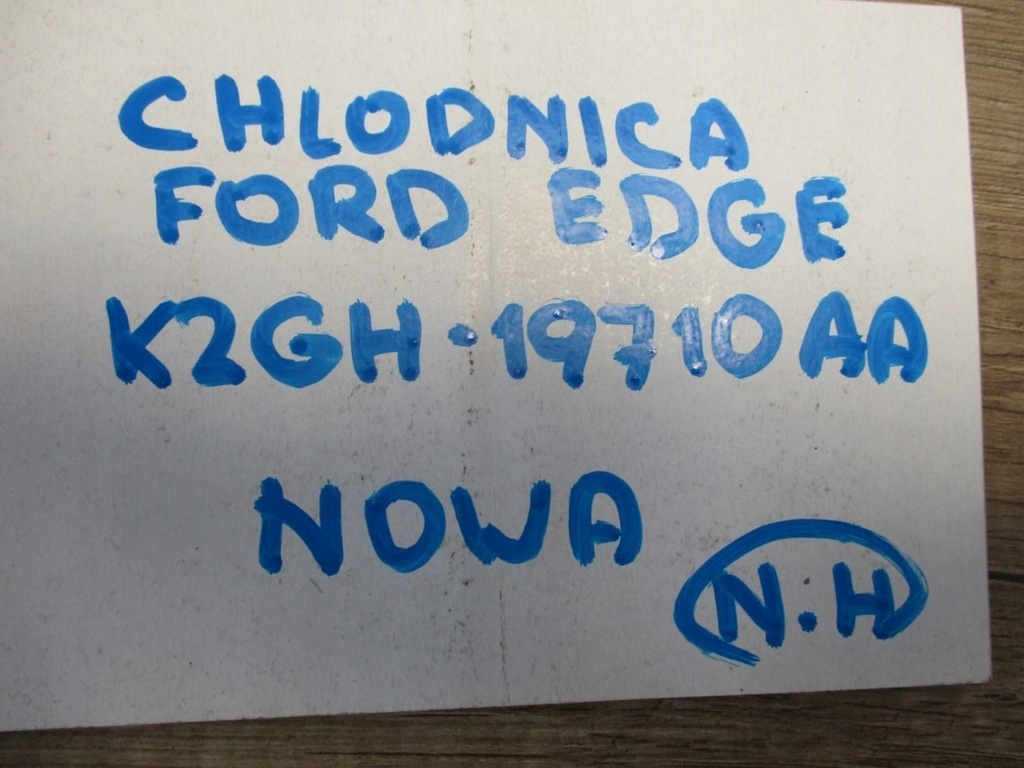 CHLODNICA
FORD EDGE
K2GH·19710AA
NOWA
N.H